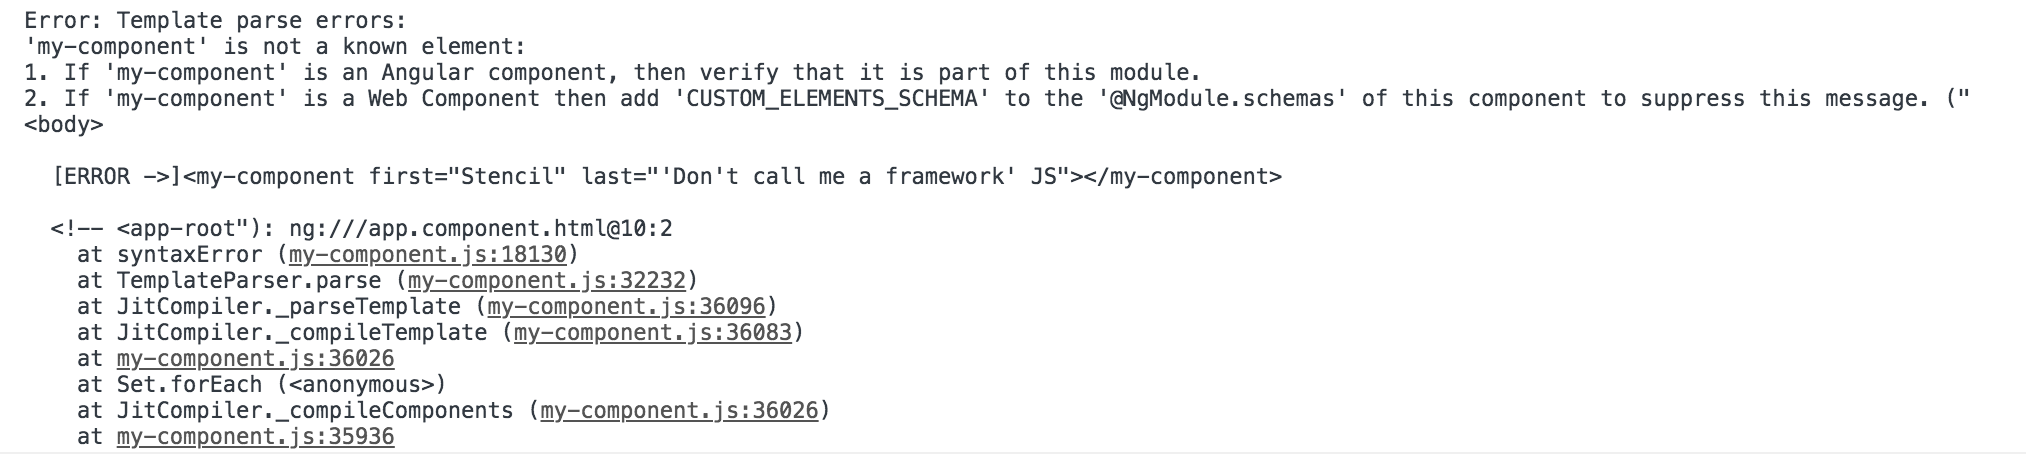 Error: Template parse errors:
'my-component' is not a known element:
1. If 'my-component' is an Angular component, then verify that it is part of this module.
2. If 'my-component' is a Web Component then add 'CUSTOM_ELEMENTS_SCHEMA' to the '@NgModule.schemas' of this component to suppress this message. ("
<body>
[ERROR ->]<my-component first="Stencil" last="'Don't call me a framework' JS"></my-component>
<!-- <app-root"): ng:///app.component.html@10:2
at syntaxError (my-component.js:18130)
at TemplateParser.parse (my-component.js:32232)
at JitCompiler._parseTemplate (my-component.js:36096)
at JitCompiler._compileTemplate (my-component.js:36083)
at my-component.js:36026
at Set.forEach (<anonymous>)
at JitCompiler._compileComponents (my-component.js:36026)
at my-component.js:35936